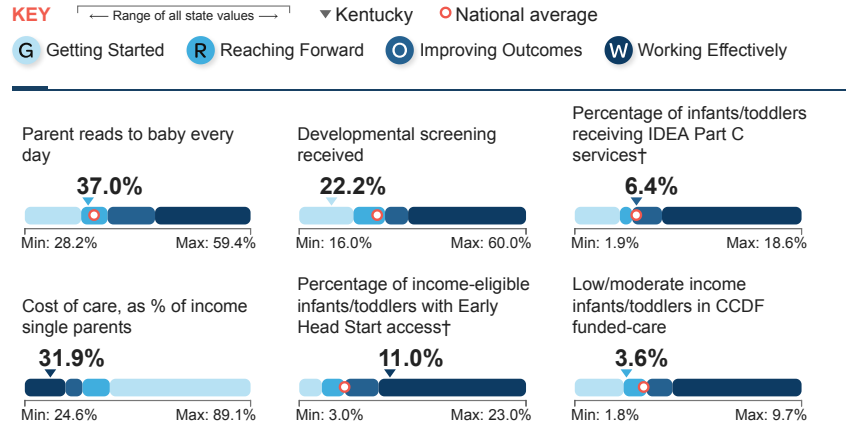 KEY
← Range of all state values →
Kentucky
National average
G Getting Started
R Reaching Forward
O Improving Outcomes
W Working Effectively
Parent reads to baby every
day
37.0%
Min: 28.2%
Max: 59.4%
Developmental screening
received
22.2%
Min: 16.0%
Max: 60.0%
Percentage of infants/toddlers
receiving IDEA Part C
services†
6.4%
Min: 1.9%
Max: 18.6%
Cost of care, as % of income
single parents
31.9%
Min: 24.6%
Max: 89.1%
Percentage of income-eligible
infants/toddlers with Early
Head Start access†
11.0%
Min: 3.0%
Max: 23.0%
Low/moderate income
infants/toddlers in CCDF
funded-care
3.6%
Min: 1.8%
Max: 9.7%